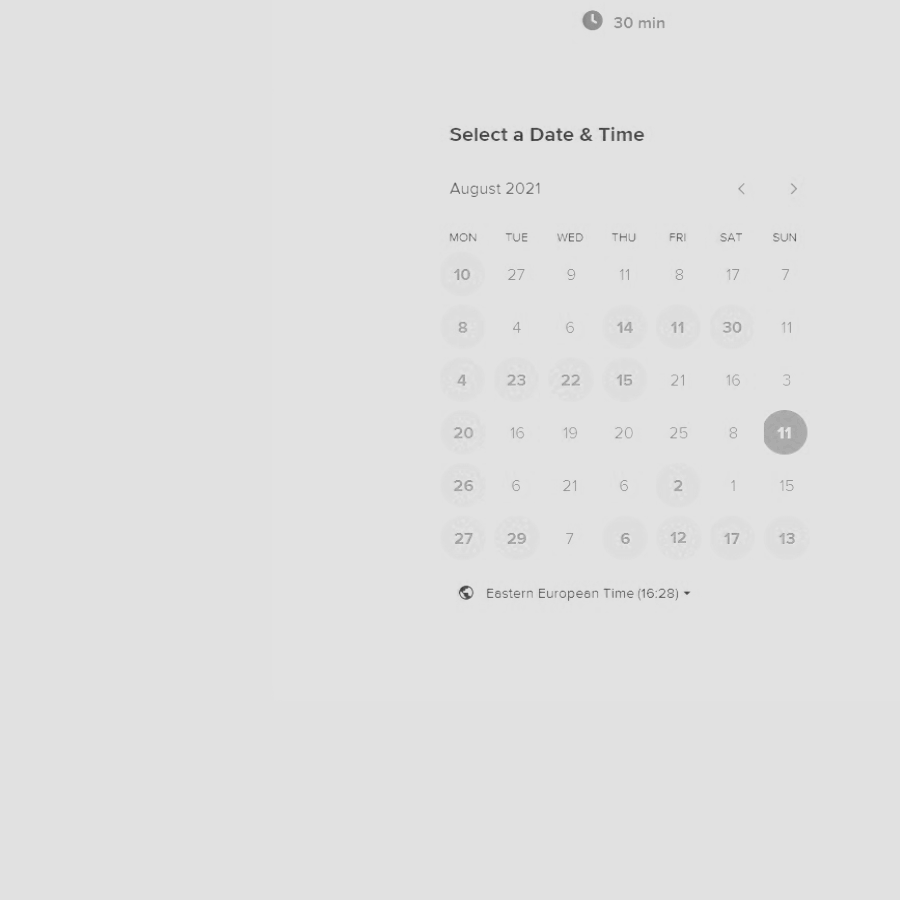 30 min
Select a Date & Time
August 2021
MON TUE WED THU FRI SAT SUN
10 27 9 11 8 17 7
8 4 6 14 11 30 11
4 23 22 15 21 16 3
20 16 19 20 25 8 11
26 6 21 6 2 1 15
27 29 7 6 12 17 13
Eastern European Time (16:28)